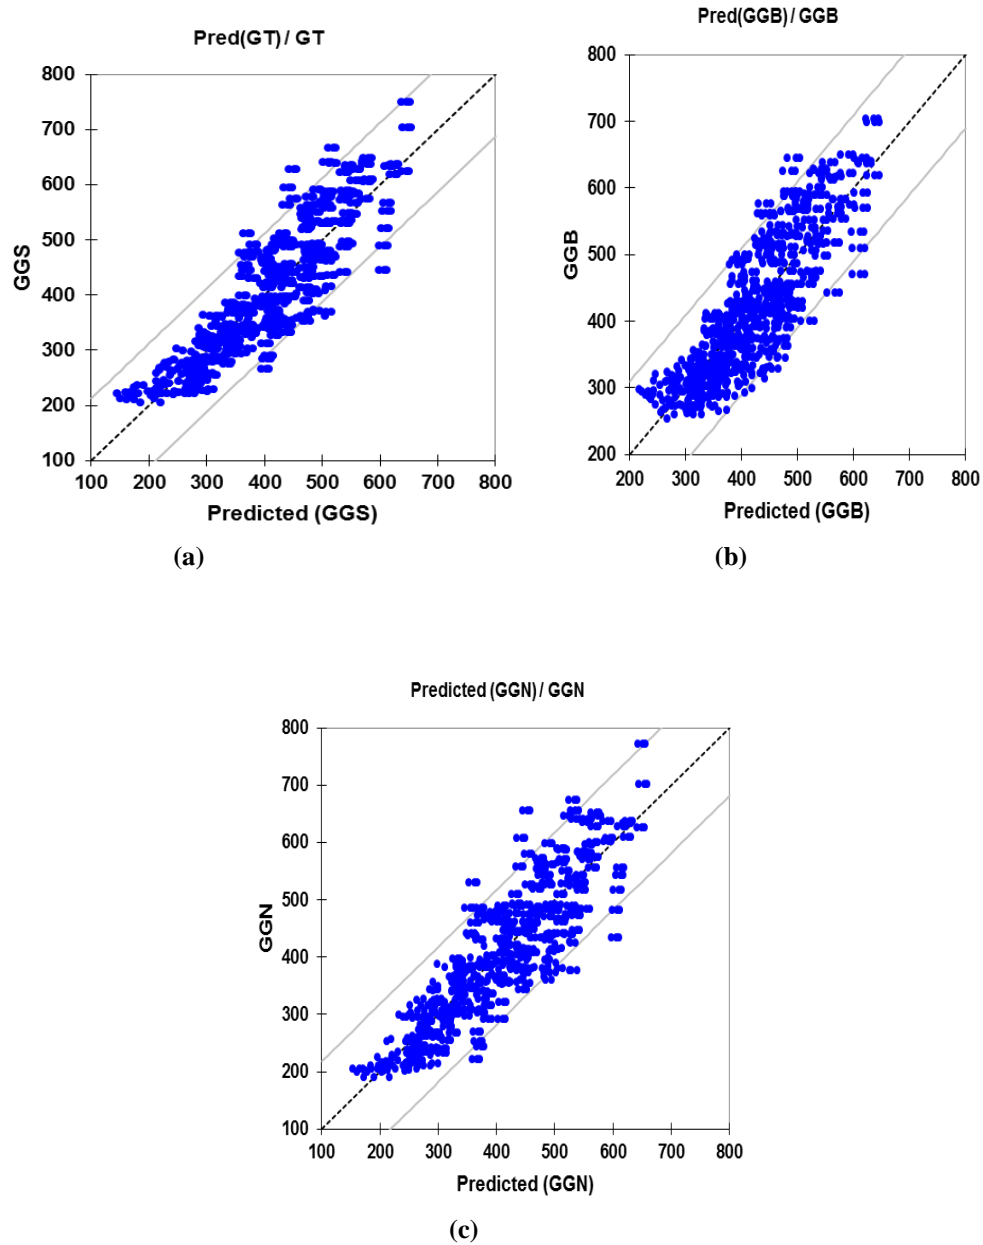 Pred(GT) / GT
800
700
600
500
400
300
200
100
GGS
100 200 300 400 500 600 700 800
Predicted (GGS)
(a)
Pred(GGB) / GGB
800
700
600
500
400
300
200
GGB
200 300 400 500 600 700 800
Predicted (GGB)
(b)
Predicted (GGN) / GGN
800
700
600
500
400
300
200
100
GGN
100 200 300 400 500 600 700 800
Predicted (GGN)
(c)